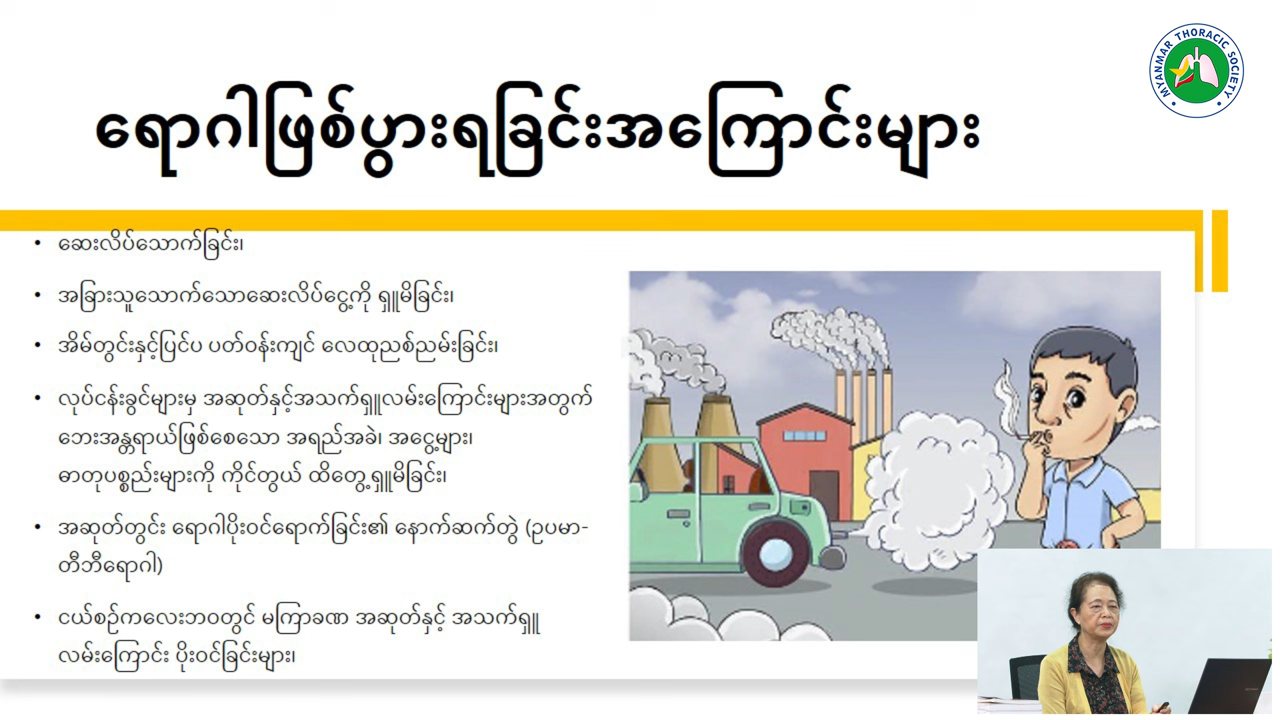 MYANMAR THORACIC SOCIETY
ရောဂါဖြစ်ပွားရခြင်းအကြောင်းများ
• ဆေးလိပ်သောက်ခြင်း၊
• အခြားသူသောက်သောဆေးလိပ်ငွေ့ကို ရှူမိခြင်း၊
• အိမ်တွင်းနှင့်ပြင်ပ ပတ်ဝန်းကျင် လေထုညစ်ညမ်းခြင်း၊
• လုပ်ငန်းခွင်များမှ အဆုတ်နှင့်အသက်ရှူလမ်းကြောင်းများအတွက်
ဘေးအန္တရာယ်ဖြစ်စေသော အရည်အခဲ၊ အငွေ့များ၊
ဓာတုပစ္စည်းများကို ကိုင်တွယ် ထိတွေ့ရှူမိခြင်း၊
• အဆုတ်တွင်း ရောဂါပိုးဝင်ရောက်ခြင်း၏ နောက်ဆက်တွဲ (ဥပမာ-
တီဘီရောဂါ)
• ငယ်စဉ်ကလေးဘဝတွင် မကြာခဏ အဆုတ်နှင့် အသက်ရှူ
လမ်းကြောင်း ပိုးဝင်ခြင်းများ၊